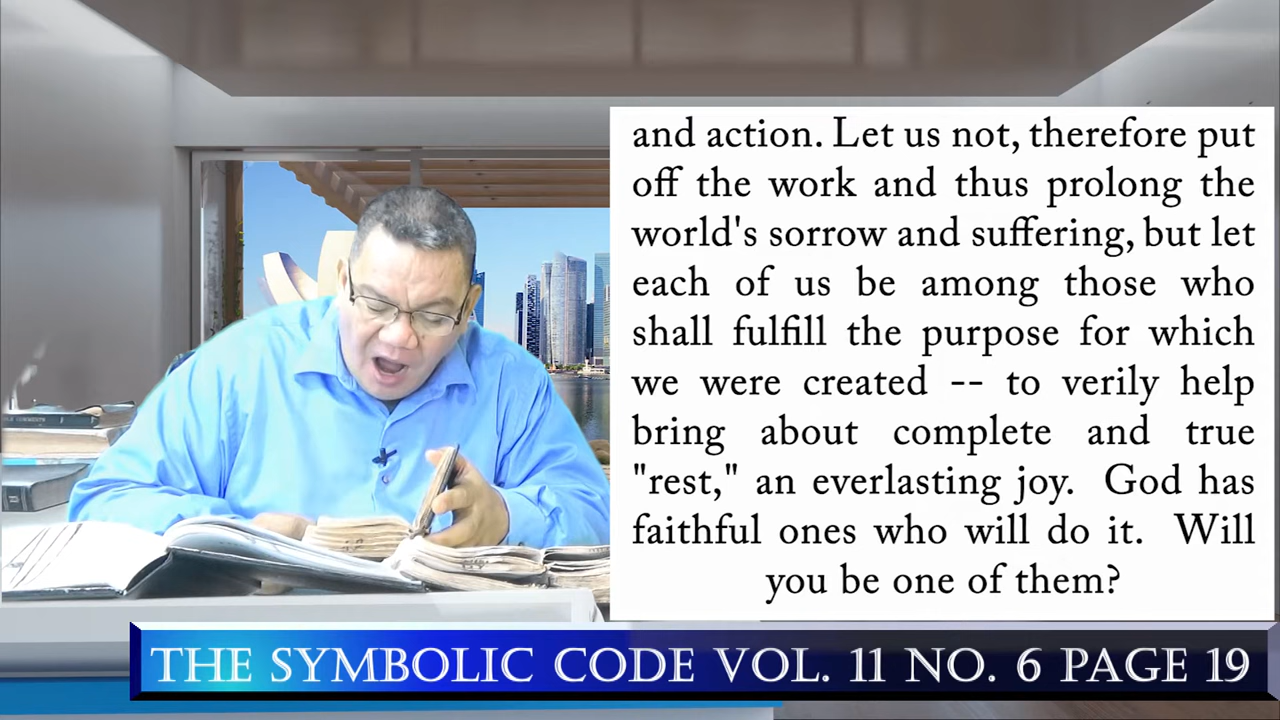 and action. Let us not, therefore put
off the work and thus prolong the
world's sorrow and suffering, but let
each of us be among those who
shall fulfill the purpose for which
we were created -- to verily help
bring about complete and true
"rest," an everlasting joy.  God has
faithful ones who will do it.  Will
you be one of them?
THE SYMBOLIC CODE VOL. 11 NO. 6 PAGE 19